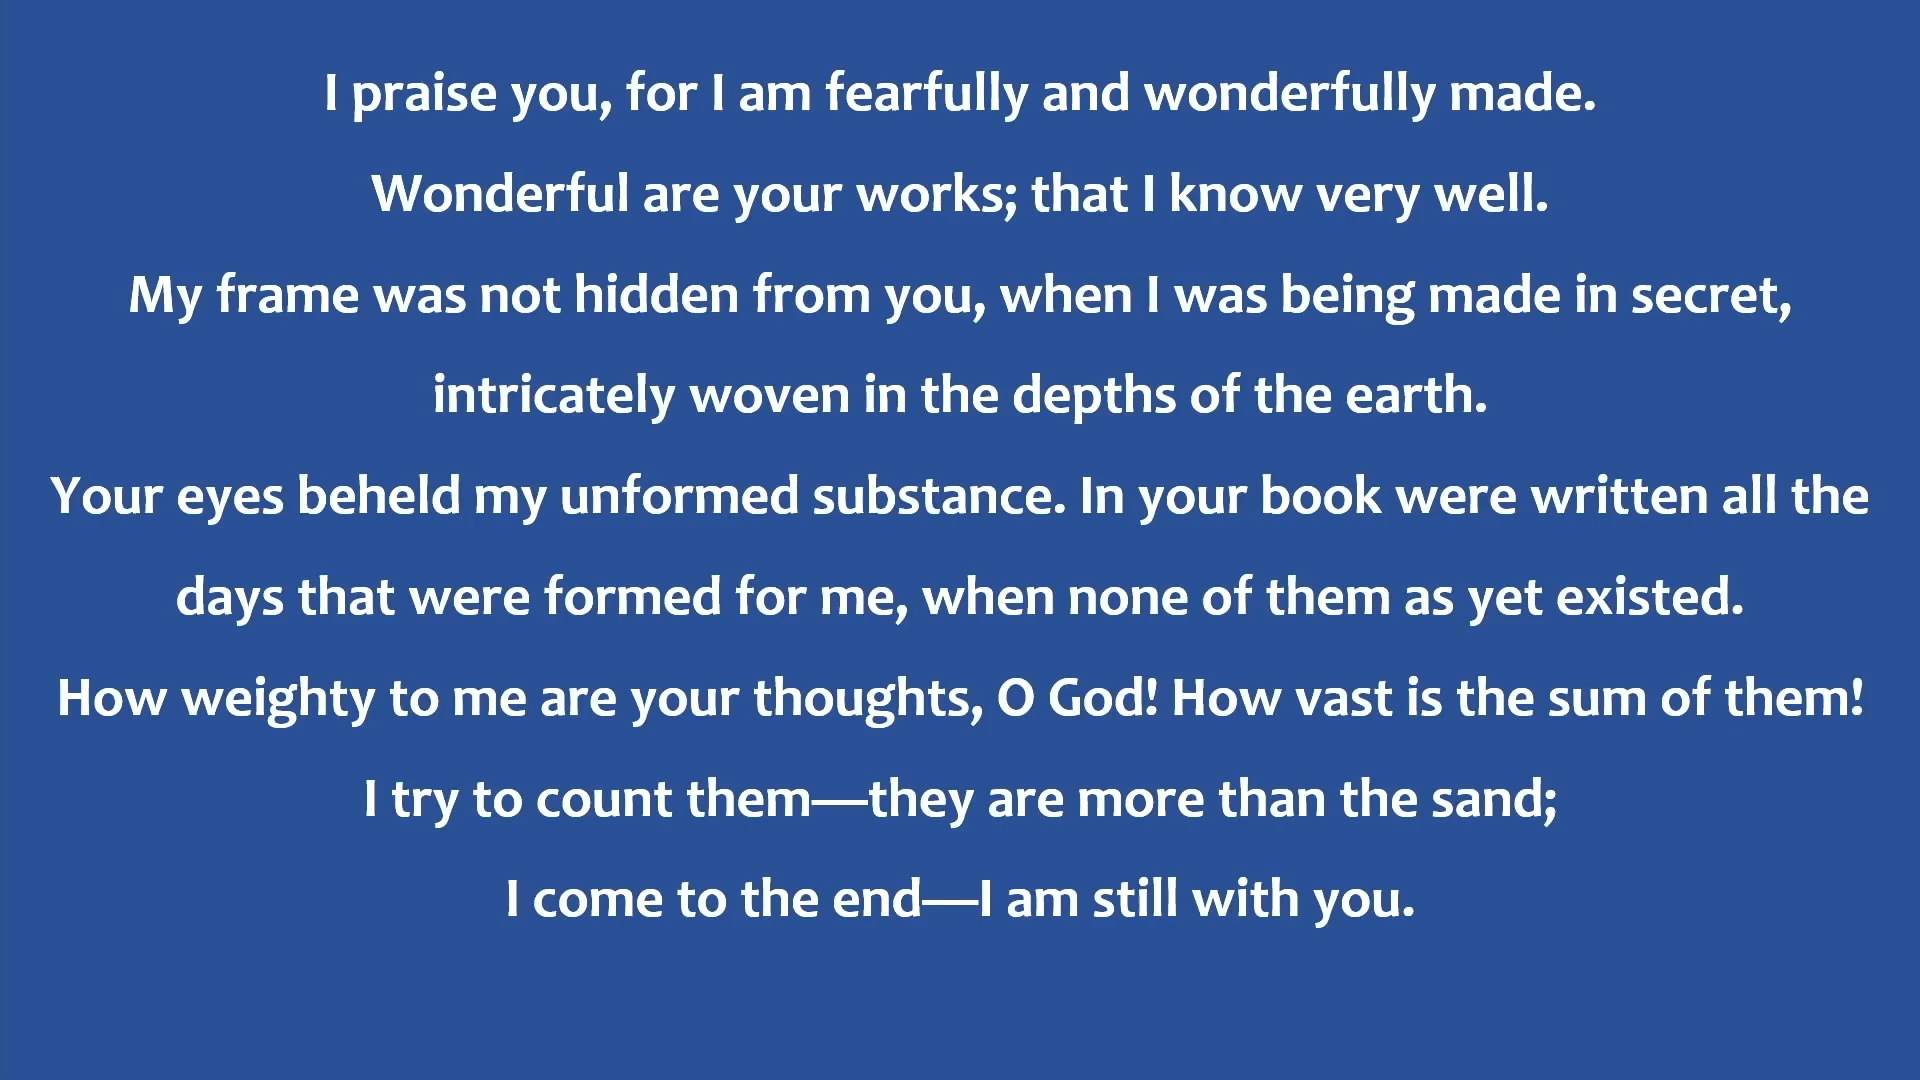 I praise you, for I am fearfully and wonderfully made.
Wonderful are your works; that I know very well.
My frame was not hidden from you, when I was being made in secret,
intricately woven in the depths of the earth.
Your eyes beheld my unformed substance. In your book were written all the
days that were formed for me, when none of them as yet existed.
How weighty to me are your thoughts, O God! How vast is the sum of them!
I try to count them—they are more than the sand;
I come to the end—I am still with you.